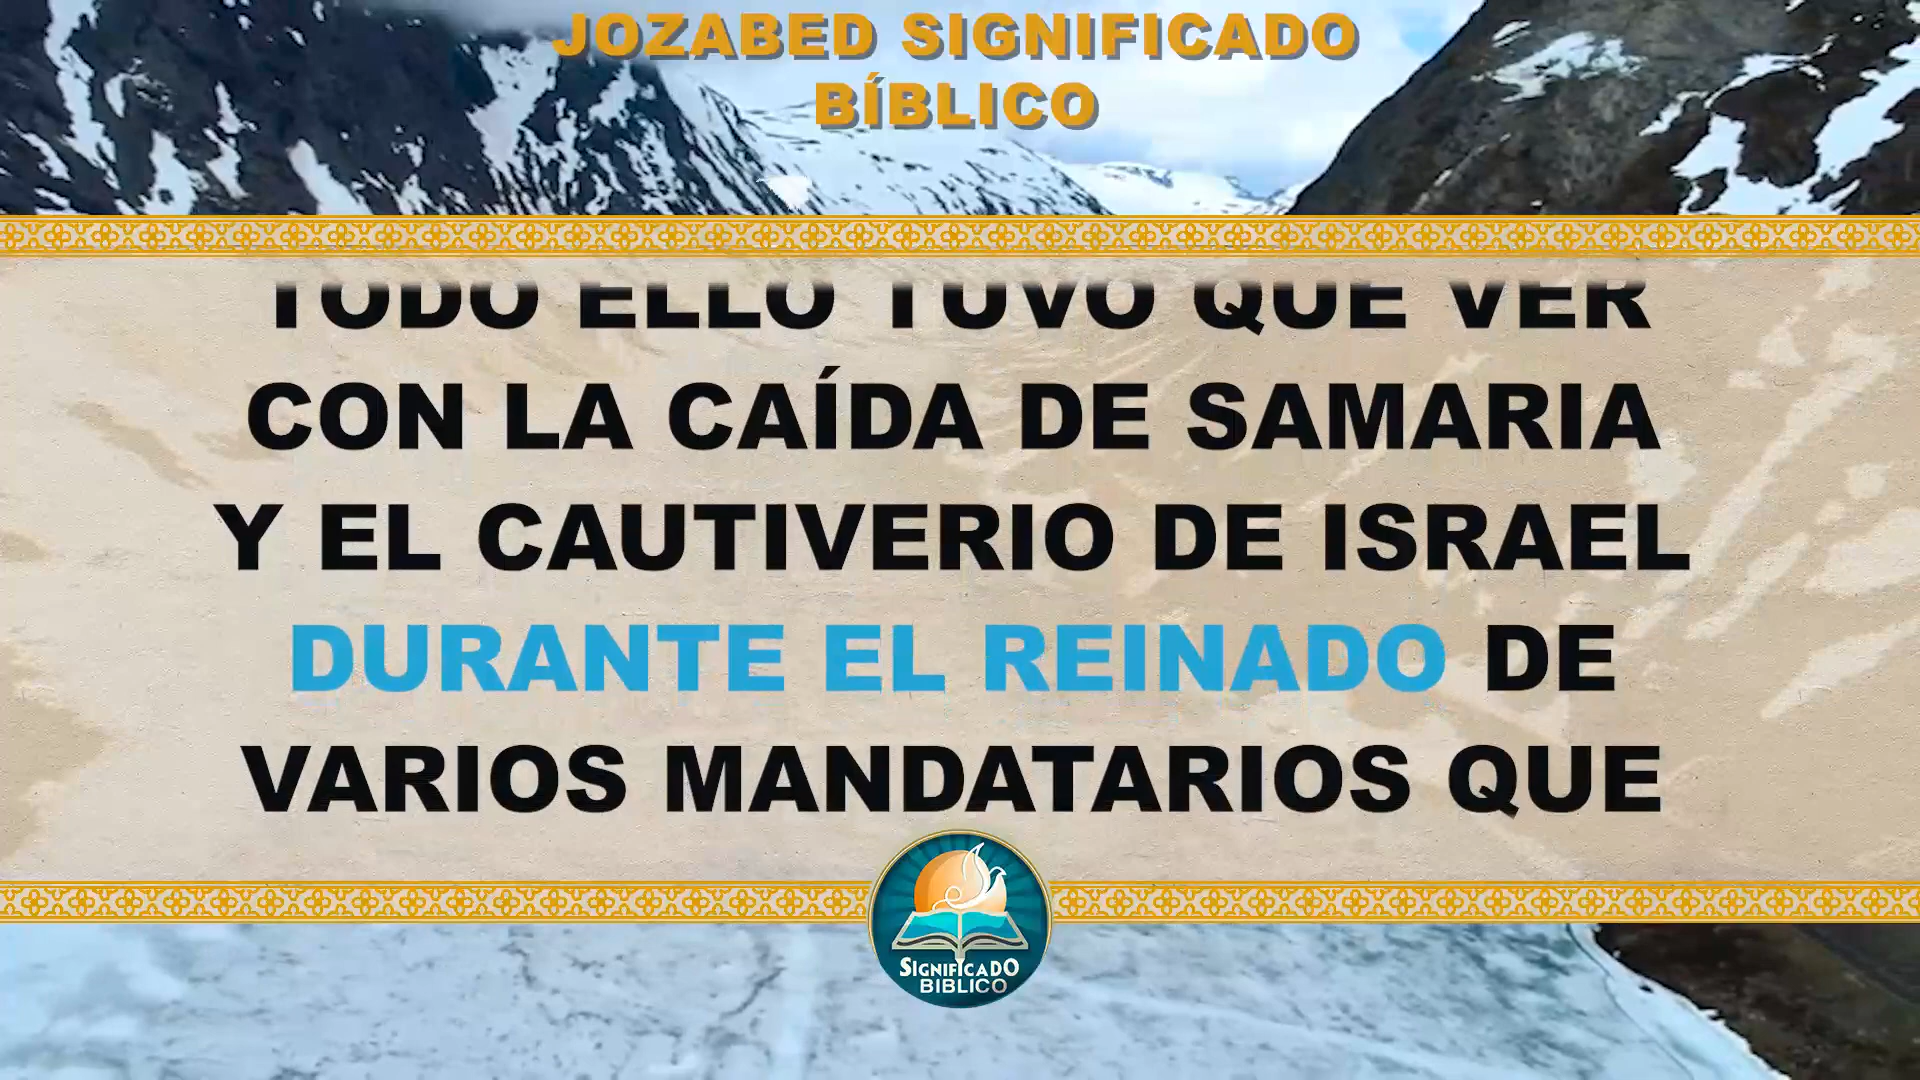 JOZABED SIGNIFICADO
BÍBLICO
TODO ELLO TUVO QUE VER
CON LA CAÍDA DE SAMARIA
Y EL CAUTIVERIO DE ISRAEL
DURANTE EL REINADO DE
VARIOS MANDATARIOS QUE
SIGNIFICADO
BIBLICO